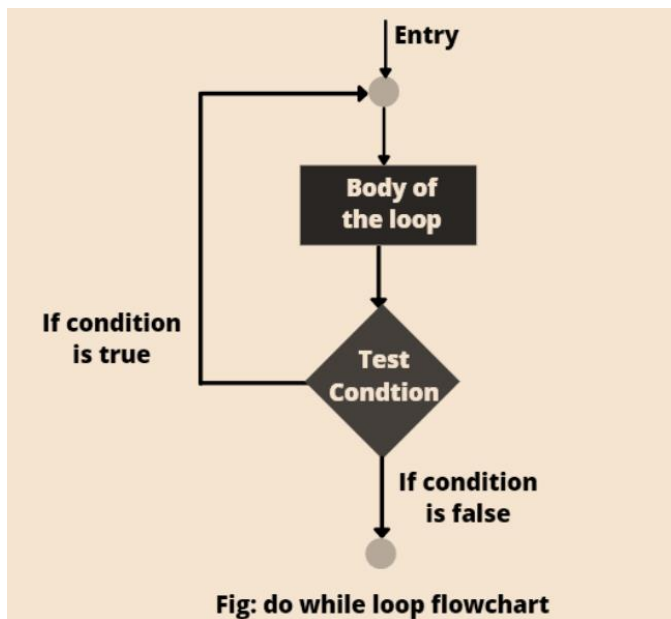 Entry
Body of
the loop
If condition
is true
Test
Condtion
If condition
is false
Fig: do while loop flowchart